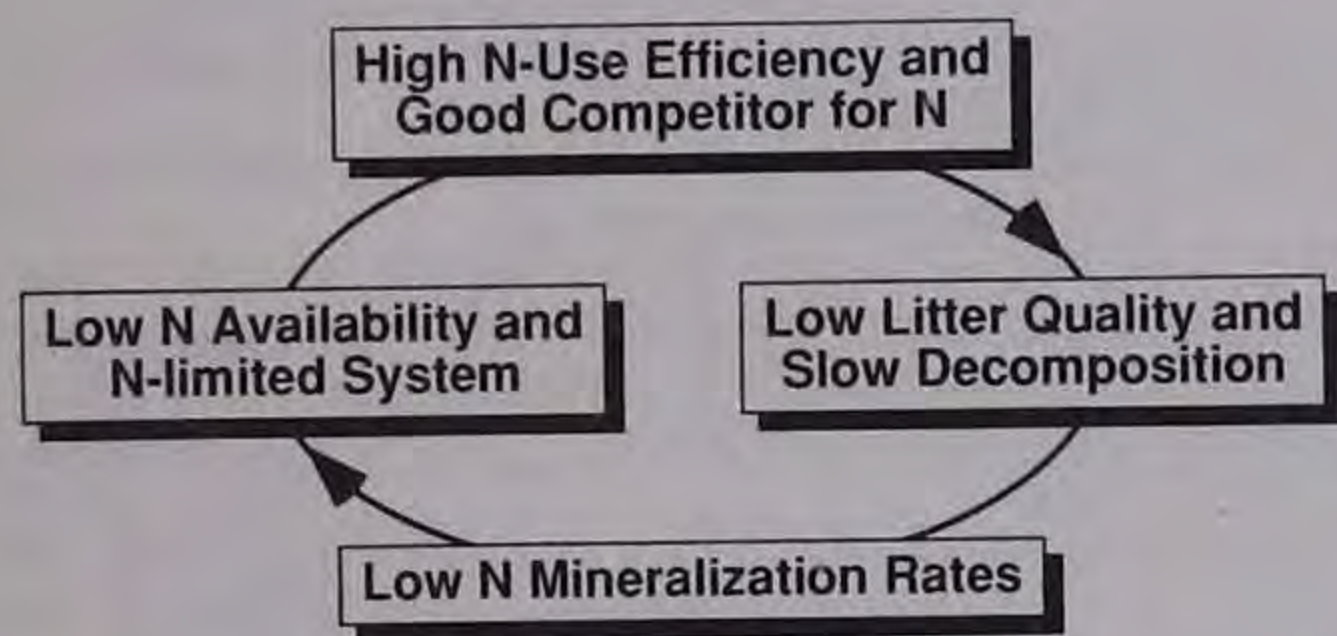 High N-Use Efficiency and
Good Competitor for N
Low N Availability and
N-limited System
Low Litter Quality and
Slow Decomposition
Low N Mineralization Rates